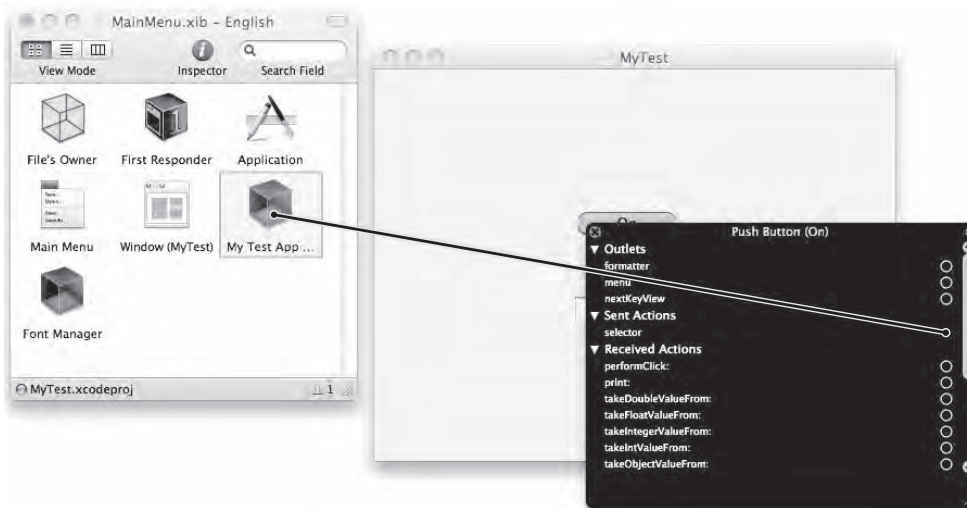 MainMenu.xib – English
View Mode
Inspector
Search Field
File's Owner
First Responder
Application
Main Menu
Window (MyTest)
My Test App ...
Font Manager
MyTest.xcodeproj
1
MyTest
On
Push Button (On)
Outlets
formatter
menu
nextKeyView
Sent Actions
selector
Received Actions
performClick:
print:
takeDoubleValueFrom:
takeFloatValueFrom:
takeIntegerValueFrom:
takeIntValueFrom:
takeObjectValueFrom: